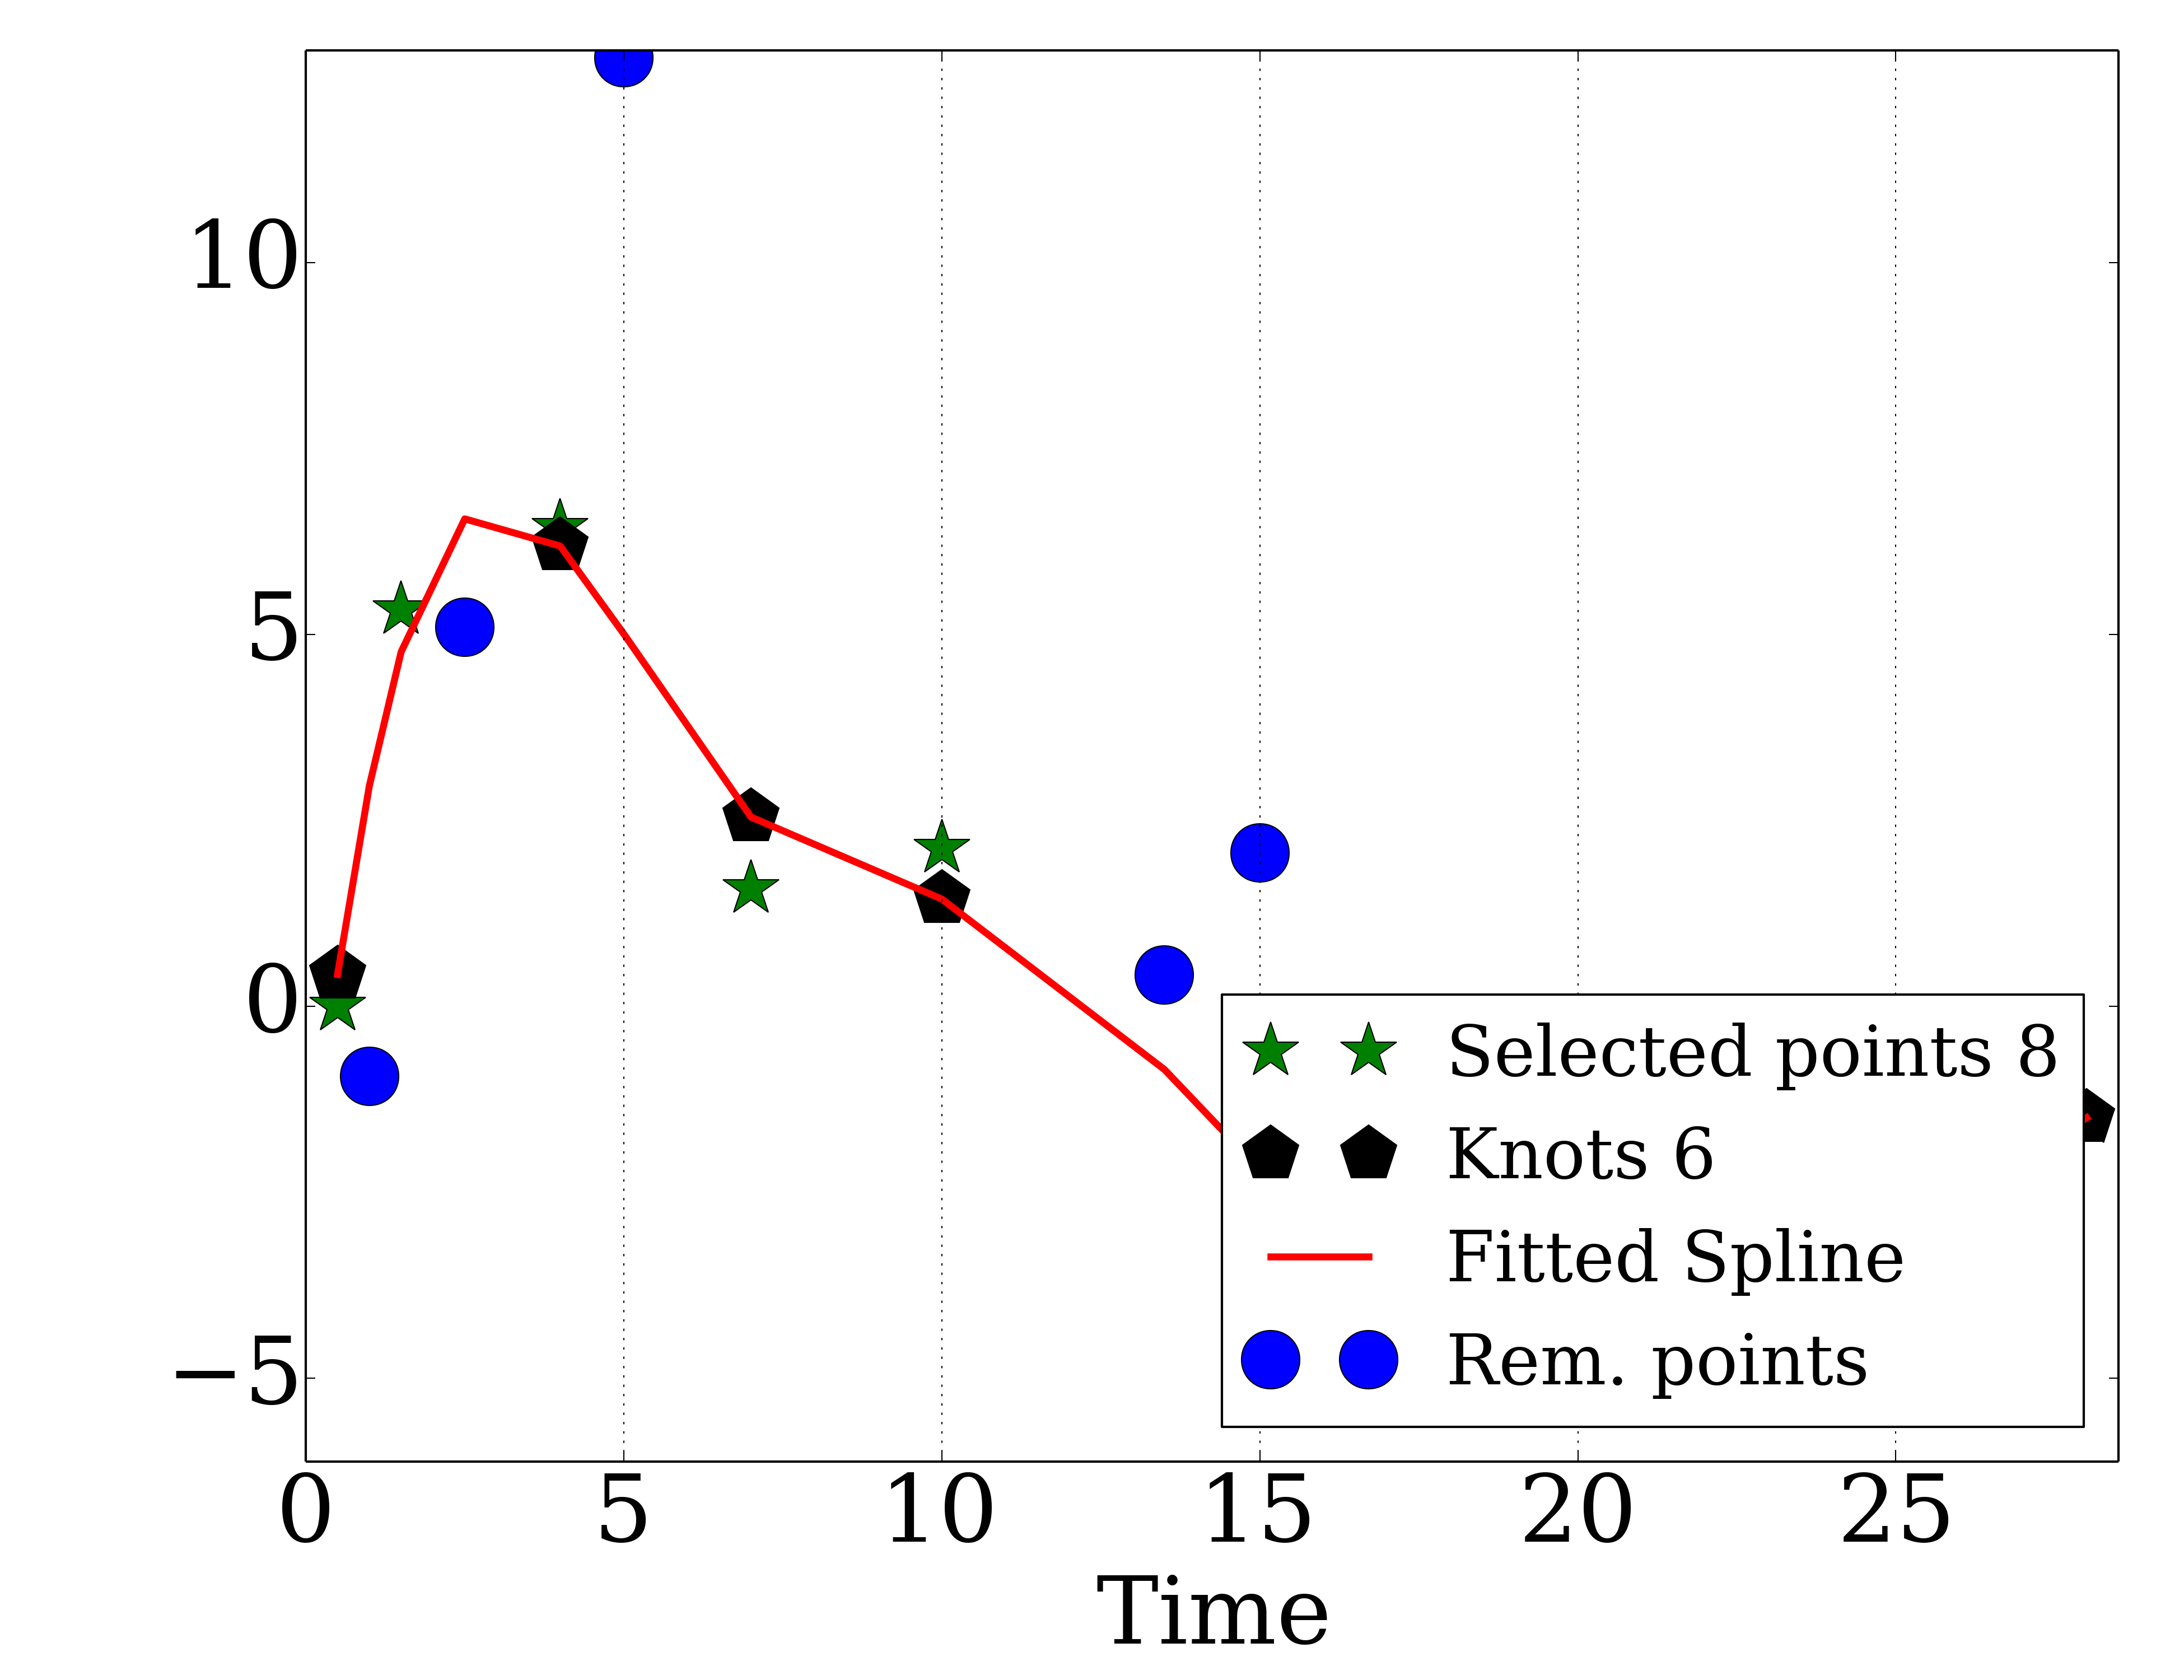 10
5
0
−5
Selected points 8
Knots 6
Fitted Spline
Rem. points
0 5 10 15 20 25
Time